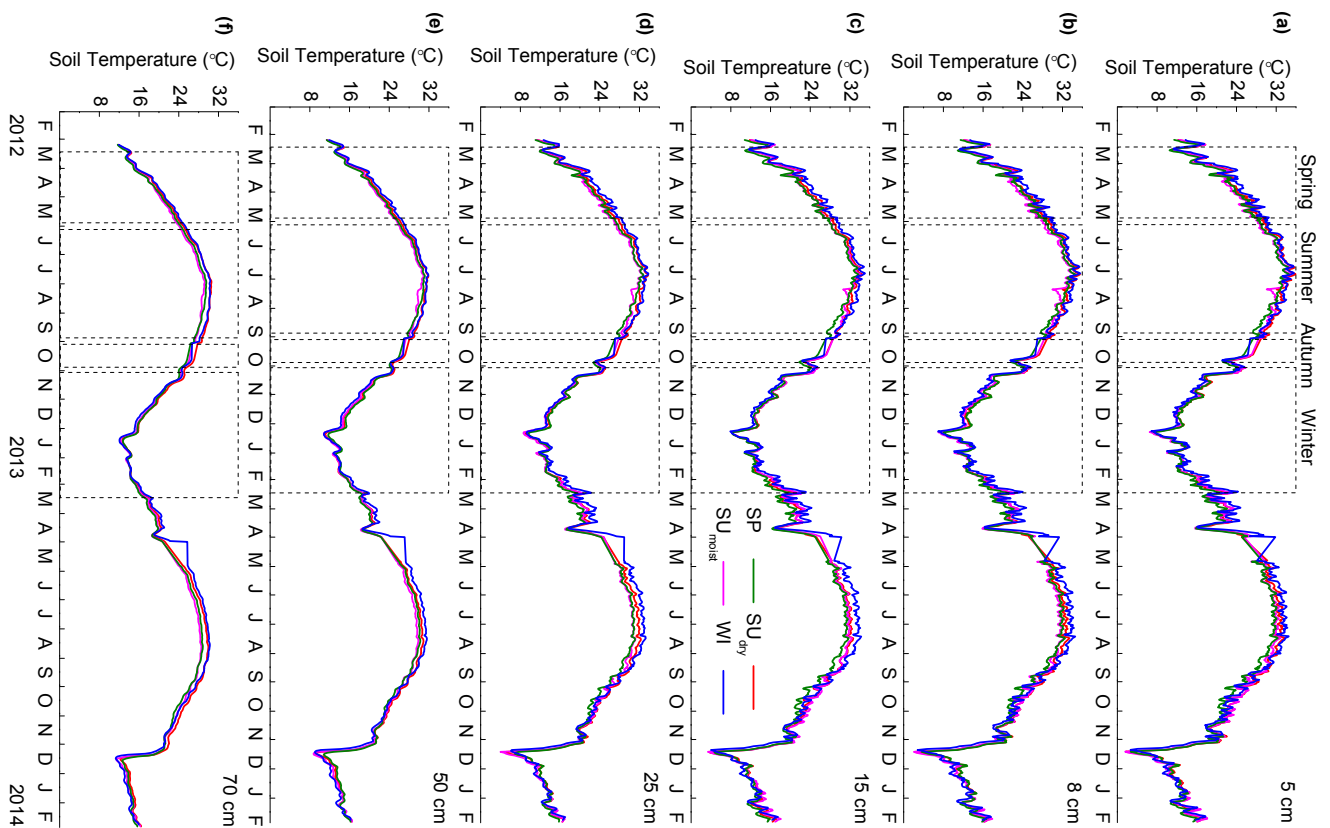 Spring Summer Autumn Winter
(a)
Soil Temperature (°C)
32
24
16
8
5 cm
F M A M J J A S O N D J F M A M J J A S O N D J F
(b)
Soil Temperature (°C)
32
24
16
8
8 cm
F M A M J J A S O N D J F M A M J J A S O N D J F
(c)
Soil Tempreature (°C)
32
24
16
8
15 cm
SP SUdry
SUmoist WI
F M A M J J A S O N D J F M A M J J A S O N D J F
(d)
Soil Temperature (°C)
32
24
16
8
25 cm
F M A M J J A S O N D J F M A M J J A S O N D J F
(e)
Soil Temperature (°C)
32
24
16
8
50 cm
F M A M J J A S O N D J F M A M J J A S O N D J F
(f)
Soil Temperature (°C)
32
24
16
8
70 cm
F M A M J J A S O N D J F M A M J J A S O N D J F
2012 2013 2014